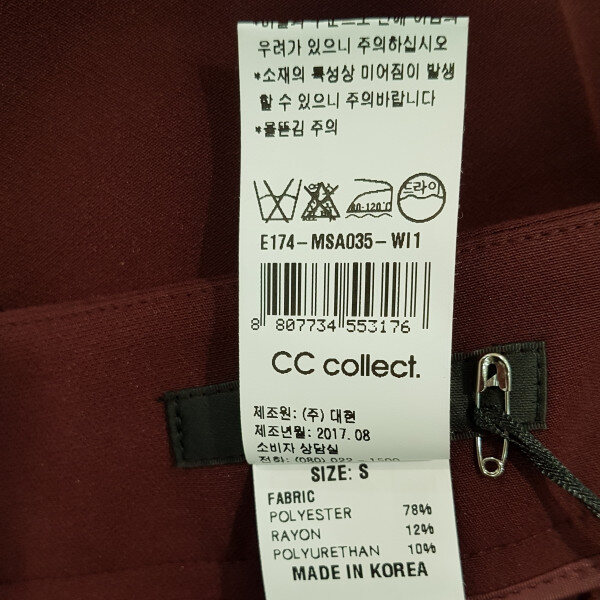 우려가 있으니 주의하십시오
*소재의 특성상 미어짐이 발생
할 수 있으니 주의바랍니다
*물뜯김 주의
80-120℃
드라이
E174-MSA035-WI1
8 807734 553176
CC collect.
제조원: (주) 대현
제조년월: 2017. 08
소비자 상담실
SIZE: S
FABRIC
POLYESTER 78%
RAYON 12%
POLYURETHAN 10%
MADE IN KOREA